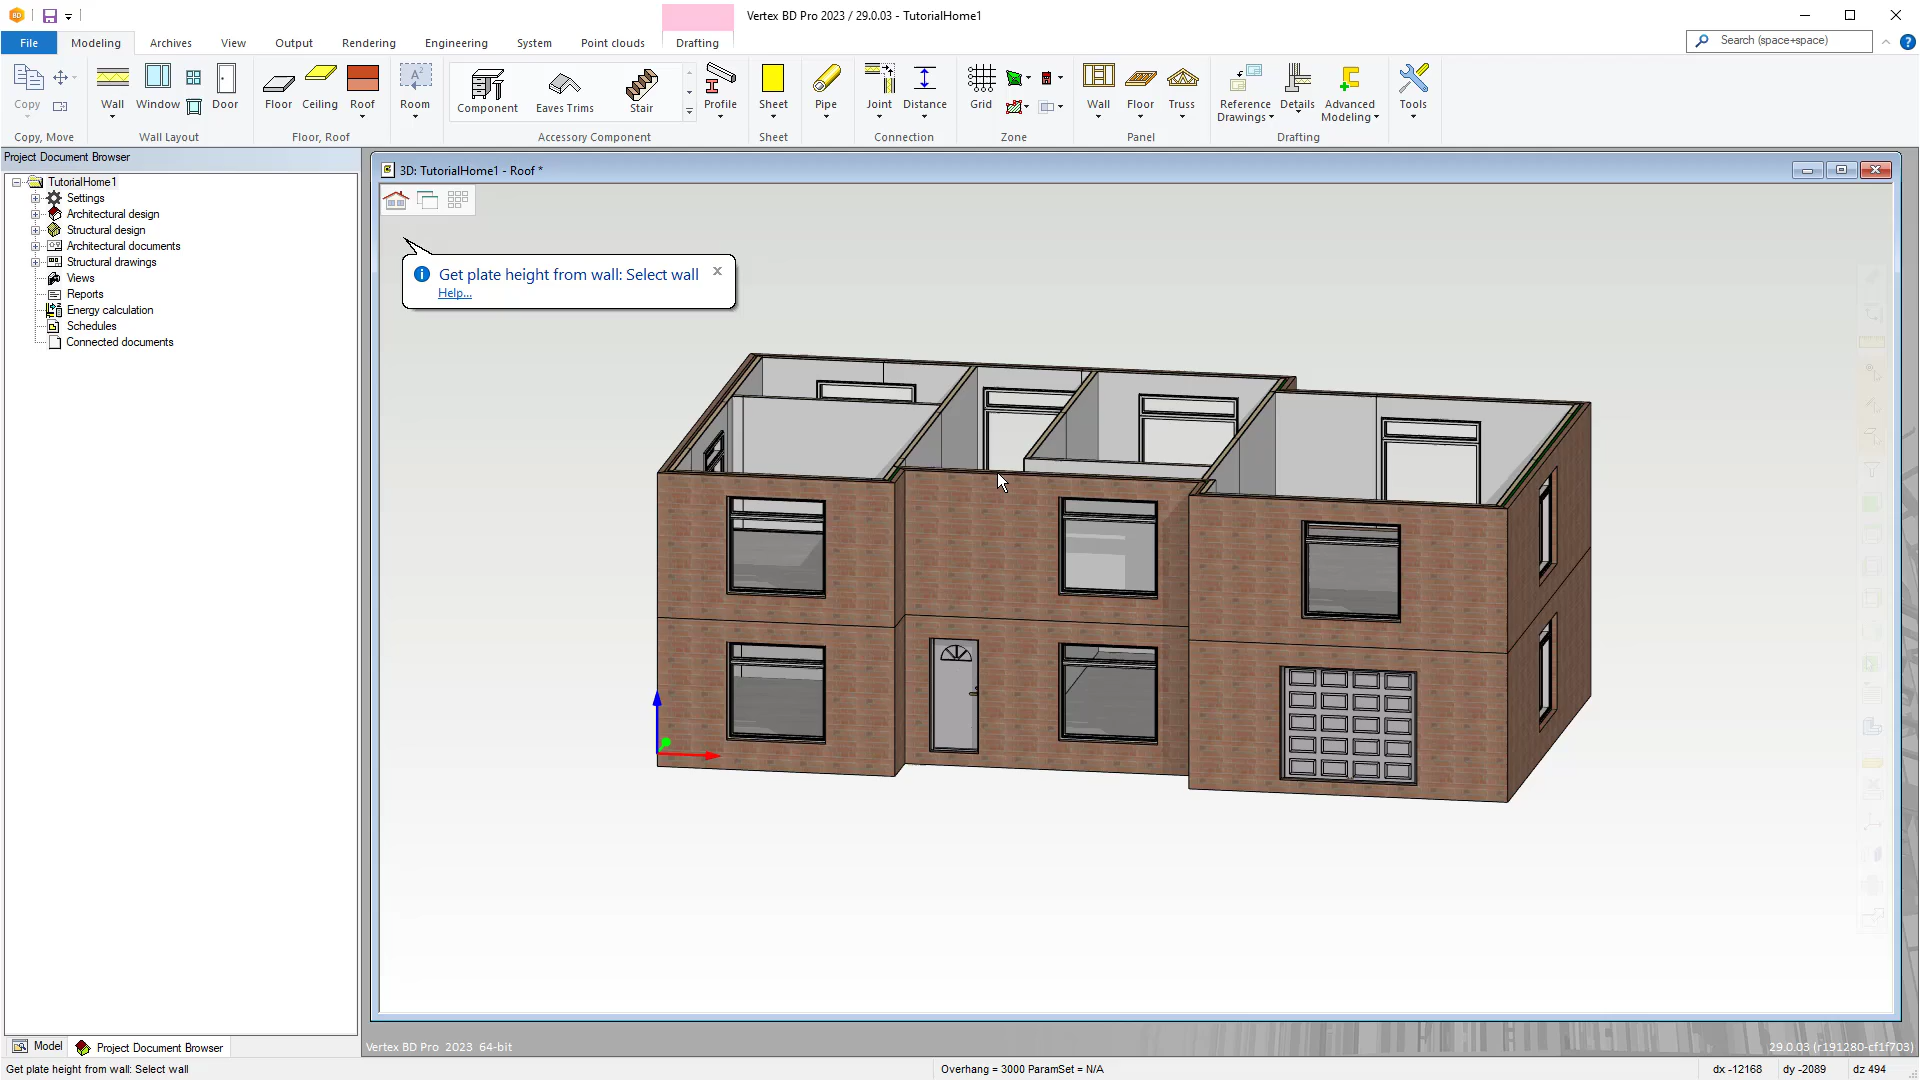 BD
Vertex BD Pro 2023 / 29.0.03 - TutorialHome1
File
Modeling
Archives
View
Output
Rendering
Engineering
System
Point clouds
Drafting
Search (space+space)
Copy
Wall
Window
Door
Floor
Ceiling
Roof
Room
Component
Eaves Trims
Stair
Profile
Sheet
Pipe
Joint
Distance
Grid
Wall
Floor
Truss
Reference
Drawings
Details
Advanced
Modeling
Tools
Copy, Move
Wall Layout
Floor, Roof
Accessory Component
Sheet
Connection
Zone
Panel
Drafting
Project Document Browser
TutorialHome1
Settings
Architectural design
Structural design
Architectural documents
Structural drawings
Views
Reports
Energy calculation
Schedules
Connected documents
3D: TutorialHome1 - Roof *
Get plate height from wall: Select wall
Help...
Model
Project Document Browser
Vertex BD Pro 2023 64-bit
29.0.03 (r191280-cf1f703)
Get plate height from wall: Select wall
Overhang = 3000 ParamSet = N/A
dx -12168
dy -2089
dz 494